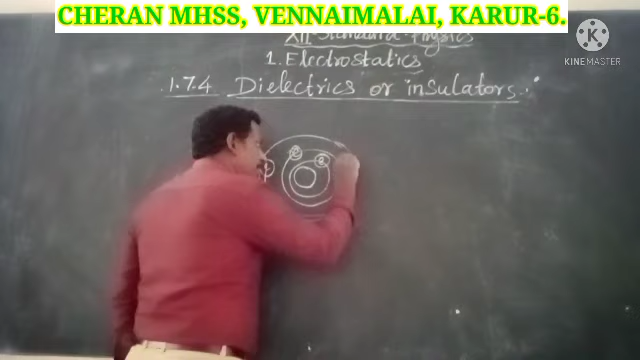 CHERAN MHSS, VENNAIMALAI, KARUR-6.
XII Standard Physics
1. Electrostatics
1.7.4 Dielectrics or insulators
KINEMASTER